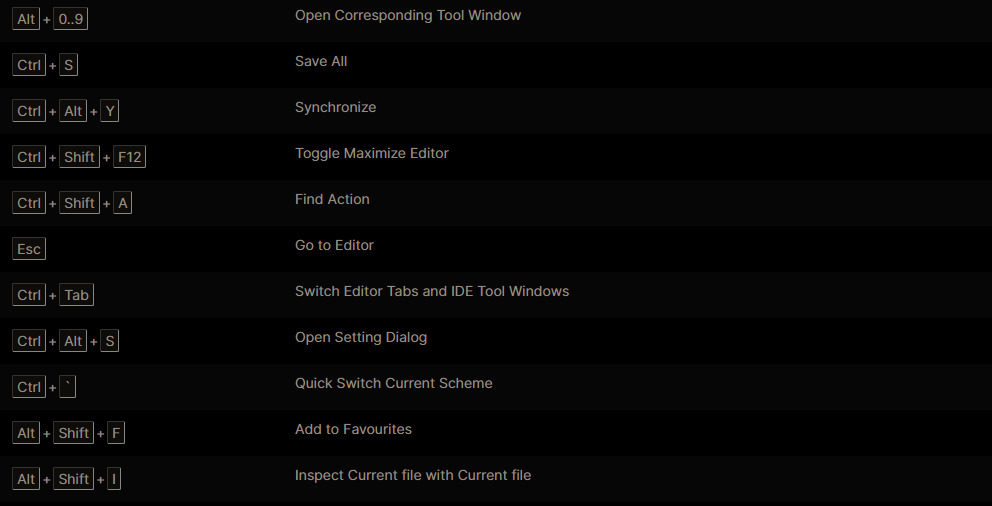 Alt + 0..9 Open Corresponding Tool Window
Ctrl + S Save All
Ctrl + Alt + Y Synchronize
Ctrl + Shift + F12 Toggle Maximize Editor
Ctrl + Shift + A Find Action
Esc Go to Editor
Ctrl + Tab Switch Editor Tabs and IDE Tool Windows
Ctrl + Alt + S Open Setting Dialog
Ctrl + ` Quick Switch Current Scheme
Alt + Shift + F Add to Favourites
Alt + Shift + I Inspect Current file with Current file